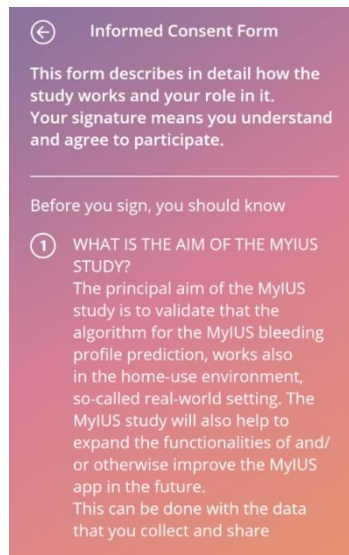 Informed Consent Form
This form describes in detail how the
study works and your role in it.
Your signature means you understand
and agree to participate.
Before you sign, you should know
1 WHAT IS THE AIM OF THE MYIUS
STUDY?
The principal aim of the MyIUS
study is to validate that the
algorithm for the MyIUS bleeding
profile prediction, works also
in the home-use environment,
so-called real-world setting. The
MyIUS study will also help to
expand the functionalities of and/
or otherwise improve the MyIUS
app in the future.
This can be done with the data
that you collect and share